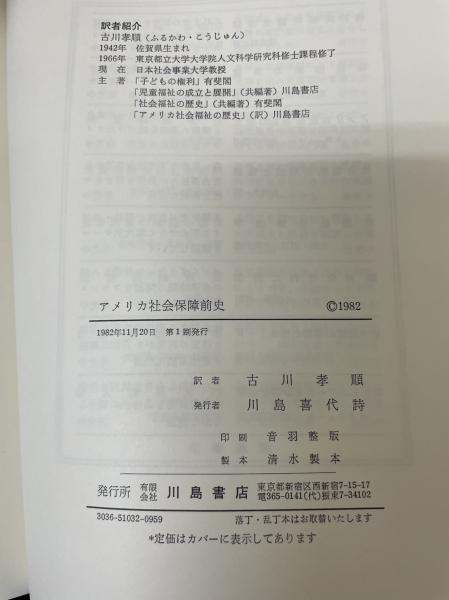 訳者紹介
古川孝順(ふるかわ・こうじゅん)
1942年 佐賀県生まれ
1966年 東京都立大学大学院人文科学研究科修士課程修了
現在 日本社会事業大学教授
主著 『子どもの権利』有斐閣
『児童福祉の成立と展開』(共編著)川島書店
『社会福祉の歴史』(共編著)有斐閣
『アメリカ社会福祉の歴史』(訳)川島書店
アメリカ社会保障前史 ©1982
1982年11月20日 第1刷発行
訳者 古川孝順
発行者 川島喜代詩
印刷 音羽整版
製本 清水製本
発行所 有限会社 川島書店 東京都新宿区西新宿7-15-17
電365-0141(代)振東7-34102
3036-51032-0959 落丁・乱丁本はお取替いたします
*定価はカバーに表示してあります